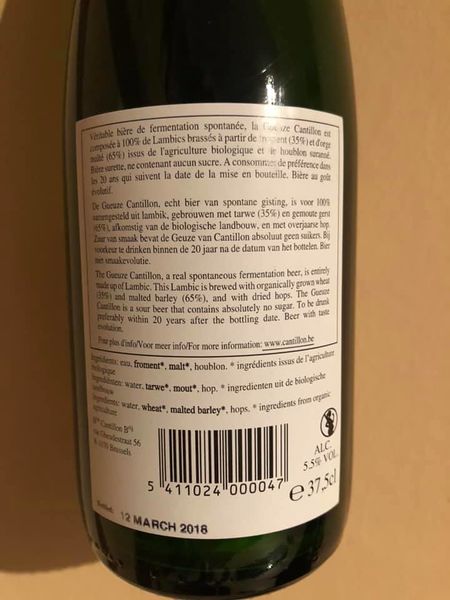 Véritable bière de fermentation spontanée, la Gueuze Cantillon est
composée à 100% de Lambics brassés à partir de froment (35%) et d'orge
malté (65%) issus de l'agriculture biologique et de houblon suranné.
Bière surette, ne contenant aucun sucre. A consommer de préférence dans
les 20 ans qui suivent la date de la mise en bouteille. Bière au goût
évolutif.
De Gueuze Cantillon, echt bier van spontane gisting, is voor 100%
samengesteld uit lambik, gebrouwen met tarwe (35%) en gemoute gerst
(65%), afkomstig van de biologische landbouw, en met overjaarse hop.
Zuur van smaak bevat de Geuze van Cantillon absoluut geen suikers. Bij
voorkeur te drinken binnen de 20 jaar na de datum van het bottelen. Bier
met smaakevolutie.
The Gueuze Cantillon, a real spontaneous fermentation beer, is entirely
made up of Lambic. This Lambic is brewed with organically grown wheat
(35%) and malted barley (65%), and with dried hops. The Gueuze
Cantillon is a sour beer that contains absolutely no sugar. To be drunk
preferably within 20 years after the bottling date. Beer with taste
evolution.
Pour plus d'info/Voor meer info/For more information: www.cantillon.be
Ingrédients: eau, froment*, malt*, houblon. * ingrédients issus de l'agriculture
biologique
Ingrediënten: water, tarwe*, mout*, hop. * ingredienten uit de biologische
landbouw
Ingredients: water, wheat*, malted barley*, hops. * ingredients from organic
agriculture
Cantillon
Gheudestraat 56
Brussels
ALC.
5.5% VOL.
5 411024 000047
e 37,5cl
Bottled: 12 MARCH 2018